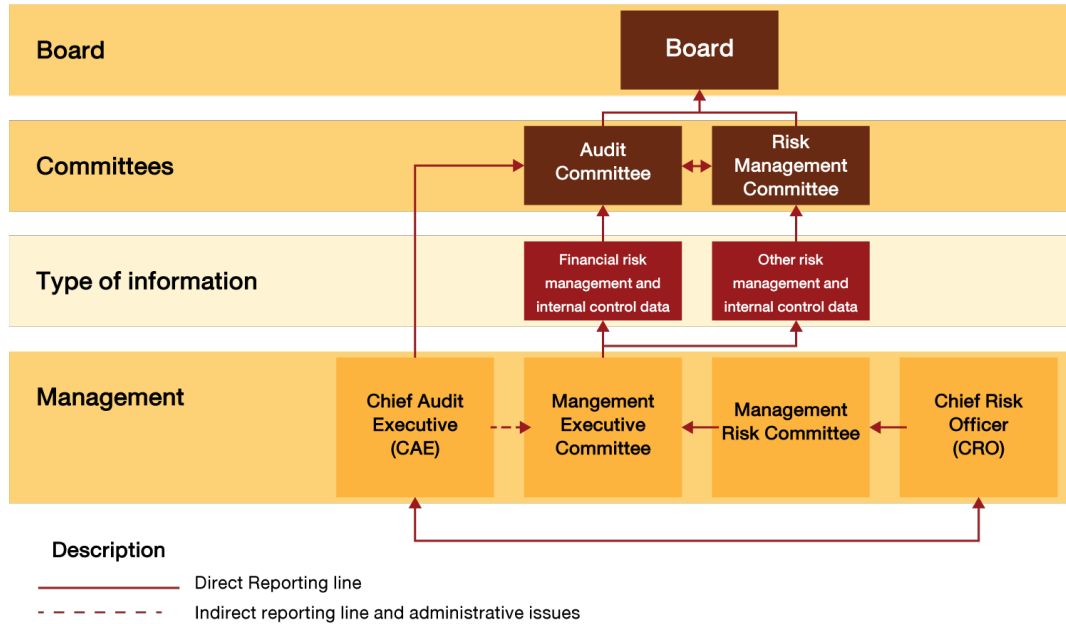 Board
Board
Committees
Audit
Committee
Risk
Management
Committee
Type of information
Financial risk
management and
internal control data
Other risk
management and
internal control data
Management
Chief Audit
Executive
(CAE)
Mangement
Executive
Committee
Management
Risk Committee
Chief Risk
Officer
(CRO)
Description
Direct Reporting line
Indirect reporting line and administrative issues